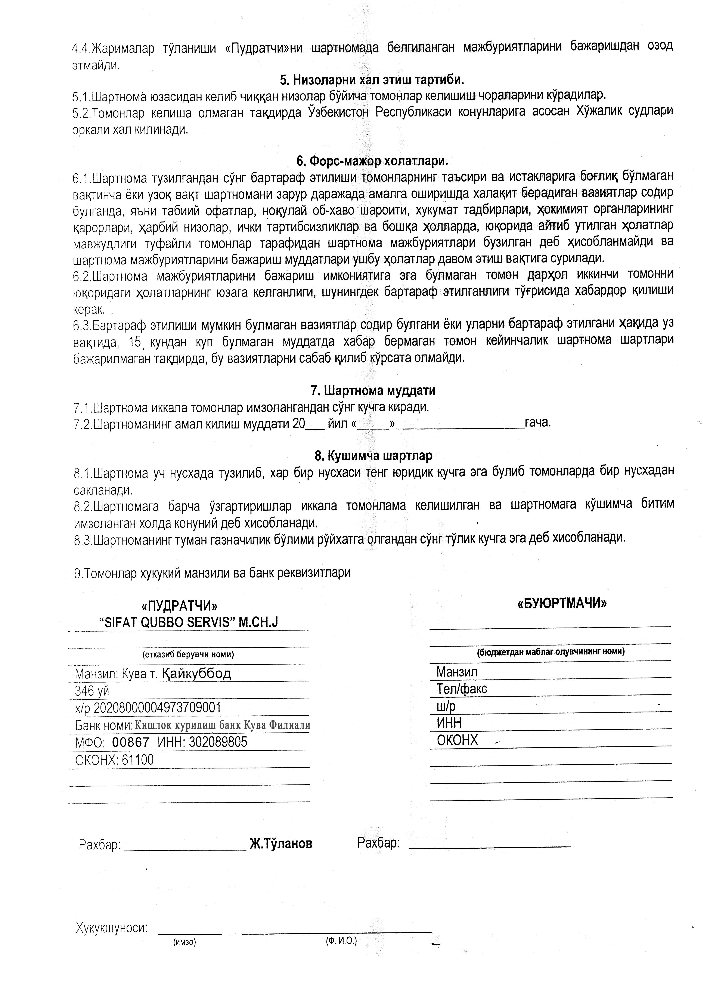 4.4.Жарималар тўланиши «Пудратчи»ни шартномада белгиланган мажбуриятларини бажаришдан озод
этмайди.
5. Низоларни хал этиш тартиби.
5.1.Шартнома юзасидан келиб чиққан низолар бўйича томонлар келишиш чораларини кўрадилар.
5.2.Томонлар келиша олмаган тақдирда Ўзбекистон Республикаси конунларига асосан Хўжалик судлари
оркали хал килинади.
6. Форс-мажор холатлари.
6.1.Шартнома тузилгандан сўнг бартараф этилиши томонларнинг таъсири ва истакларига боғлиқ бўлмаган
вақтинча ёки узоқ вақт шартномани зарур даражада амалга оширишда халақит берадиган вазиятлар содир
булганда, яъни табиий офатлар, ноқулай об-хаво шароити, хукумат тадбирлари, ҳокимият органларининг
қарорлари, ҳарбий низолар, ички тартибсизликлар ва бошқа ҳолларда, юқорида айтиб утилган ҳолатлар
мавжудлиги туфайли томонлар тарафидан шартнома мажбуриятлари бузилган деб ҳисобланмайди ва
шартнома мажбуриятларини бажариш муддатлари ушбу ҳолатлар давом этиш вақтига сурилади.
6.2.Шартнома мажбуриятларини бажариш имкониятига эга булмаган томон дарҳол иккинчи томонни
юқоридаги ҳолатларнинг юзага келганлиги, шунингдек бартараф этилганлиги тўғрисида хабардор қилиши
керак.
6.3.Бартараф этилиши мумкин булмаган вазиятлар содир булгани ёки уларни бартараф этилгани ҳақида уз
вақтида, 15 кундан куп булмаган муддатда хабар бермаган томон кейинчалик шартнома шартлари
бажарилмаган тақдирда, бу вазиятларни сабаб қилиб кўрсата олмайди.
7. Шартнома муддати
7.1.Шартнома иккала томонлар имзолангандан сўнг кучга киради.
7.2.Шартноманинг амал килиш муддати 20___ йил «_____»____________________гача.
8. Кушимча шартлар
8.1.Шартнома уч нусхада тузилиб, хар бир нусхаси тенг юридик кучга эга булиб томонларда бир нусхадан
сакланади.
8.2.Шартномага барча ўзгартиришлар иккала томонлама келишилган ва шартномага кўшимча битим
имзоланган холда конуний деб хисобланади.
8.3.Шартноманинг туман газначилик бўлими рўйхатга олгандан сўнг тўлик кучга эга деб хисобланади.
9.Томонлар хукукий манзили ва банк реквизитлари
«ПУДРАТЧИ»
“SIFAT QUBBO SERVIS” M.CH.J
(етказиб берувчи номи)
Манзил: Кува т. Қайкуббод
346 уй
х/р 20208000004973709001
Банк номи: Кишлок курилиш банк Кува Филиали
МФО: 00867 ИНН: 302089805
ОКОНХ: 61100
«БУЮРТМАЧИ»
(бюджетдан маблаг олувчининг номи)
Манзил
Тел/факс
ш/р
ИНН
ОКОНХ
Рахбар: ___________________ Ж.Тўланов Рахбар: _________________________
Хукукшуноси: __________ ______________________________
(имзо) (Ф. И.О.)